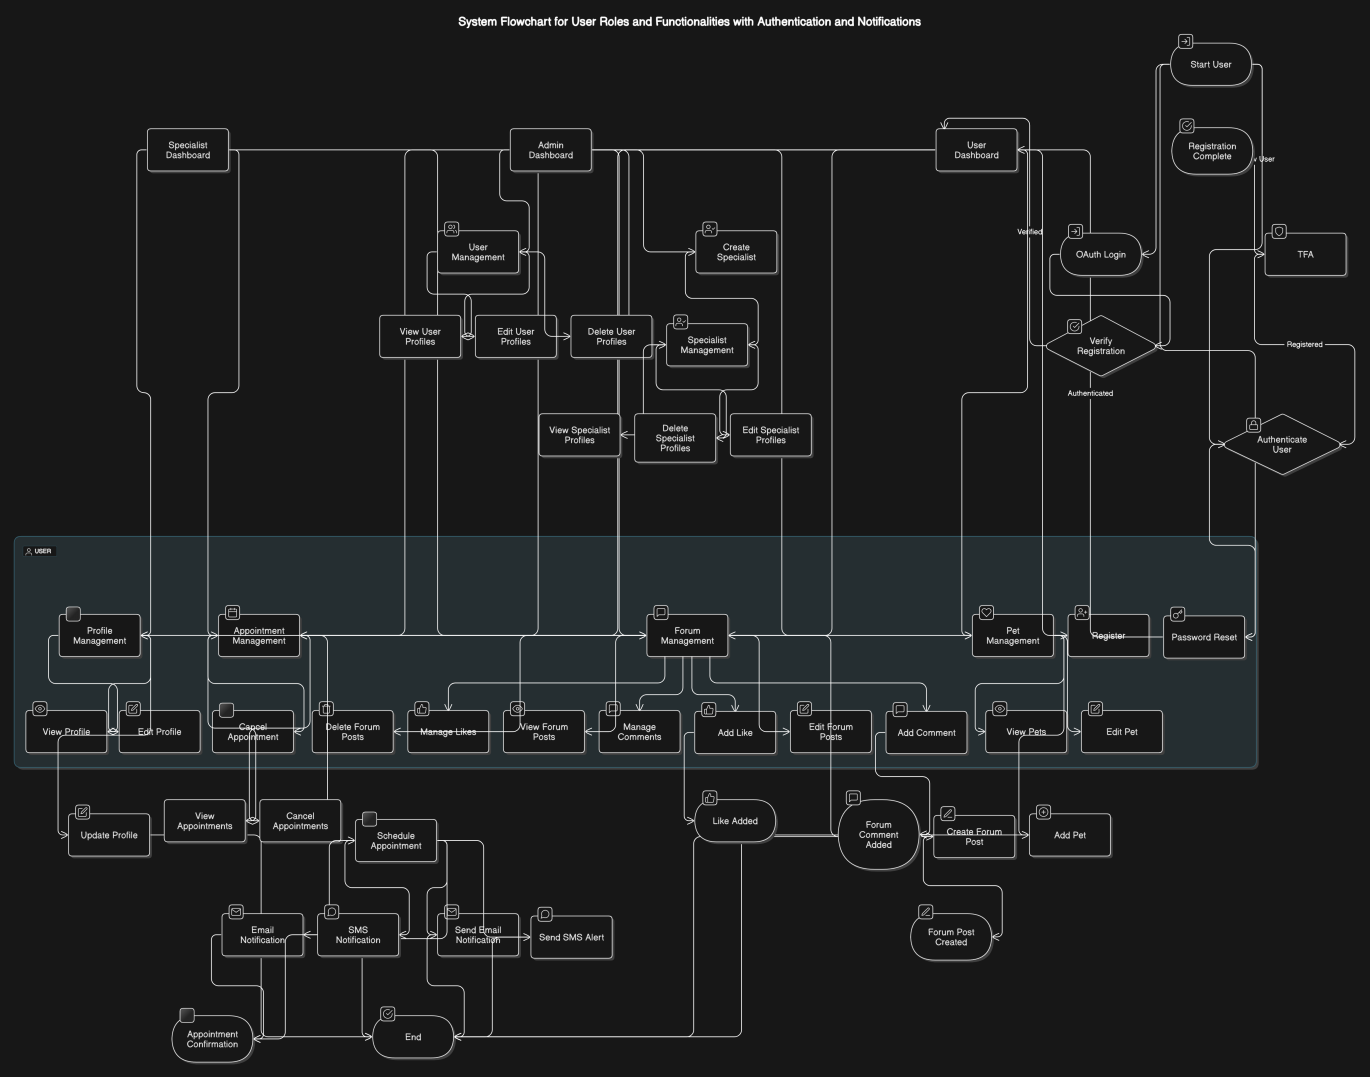 System Flowchart for User Roles and Functionalities with Authentication and Notifications
Start User
Specialist
Dashboard
Admin
Dashboard
User
Dashboard
Registration
Complete
User
Verified
User
Management
Create
Specialist
OAuth Login
TFA
View User
Profiles
Edit User
Profiles
Delete User
Profiles
Specialist
Management
Verify
Registration
Registered
Authenticated
View Specialist
Profiles
Delete
Specialist
Profiles
Edit Specialist
Profiles
Authenticate
User
USER
Profile
Management
Appointment
Management
Forum
Management
Pet
Management
Register
Password Reset
View Profile
Edit Profile
Cancel
Appointment
Delete Forum
Posts
Manage Likes
View Forum
Posts
Manage
Comments
Add Like
Edit Forum
Posts
Add Comment
View Pets
Edit Pet
Update Profile
View
Appointments
Cancel
Appointments
Schedule
Appointment
Like Added
Forum
Comment
Added
Create Forum
Post
Add Pet
Email
Notification
SMS
Notification
Send Email
Notification
Send SMS Alert
Forum Post
Created
Appointment
Confirmation
End